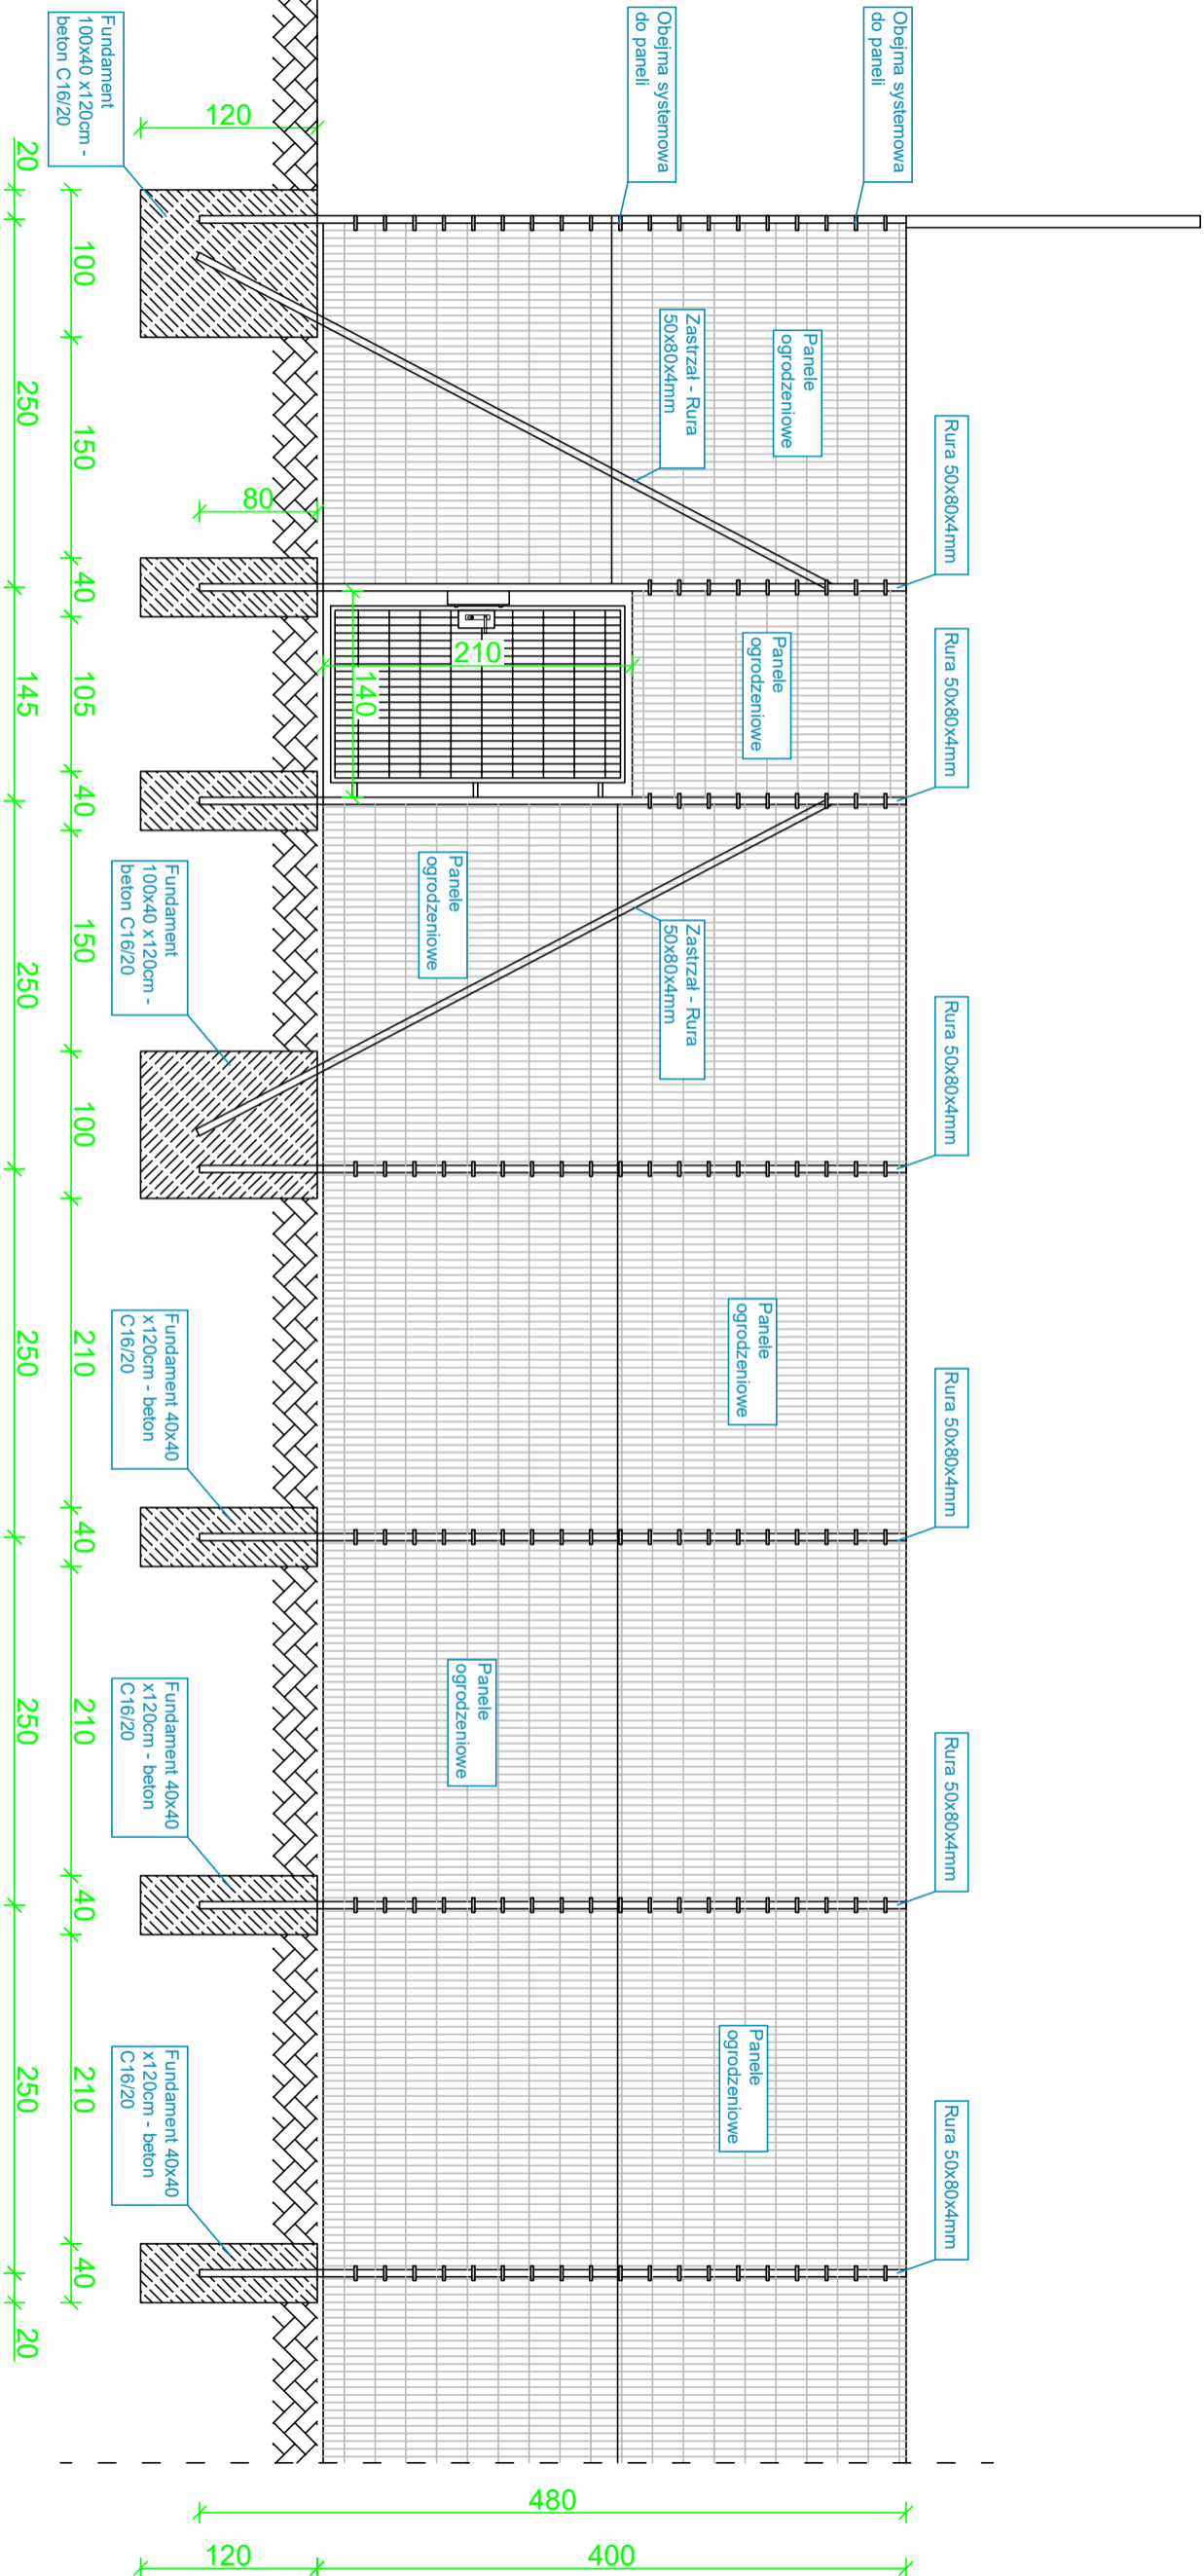 Obejma systemowa
do paneli
Obejma systemowa
do paneli
Rura 50x80x4mm
Rura 50x80x4mm
Rura 50x80x4mm
Rura 50x80x4mm
Rura 50x80x4mm
Rura 50x80x4mm
Panele
ogrodzeniowe
Panele
ogrodzeniowe
Panele
ogrodzeniowe
Panele
ogrodzeniowe
Zastrzał - Rura
50x80x4mm
Zastrzał - Rura
50x80x4mm
Panele
ogrodzeniowe
Panele
ogrodzeniowe
210
140
80
120
480
400
120
Fundament
100x40 x120cm -
beton C16/20
Fundament
100x40 x120cm -
beton C16/20
Fundament 40x40
x120cm - beton
C16/20
Fundament 40x40
x120cm - beton
C16/20
Fundament 40x40
x120cm - beton
C16/20
100
150
40
105
40
150
100
210
40
210
40
210
40
20
250
145
250
250
250
250
20